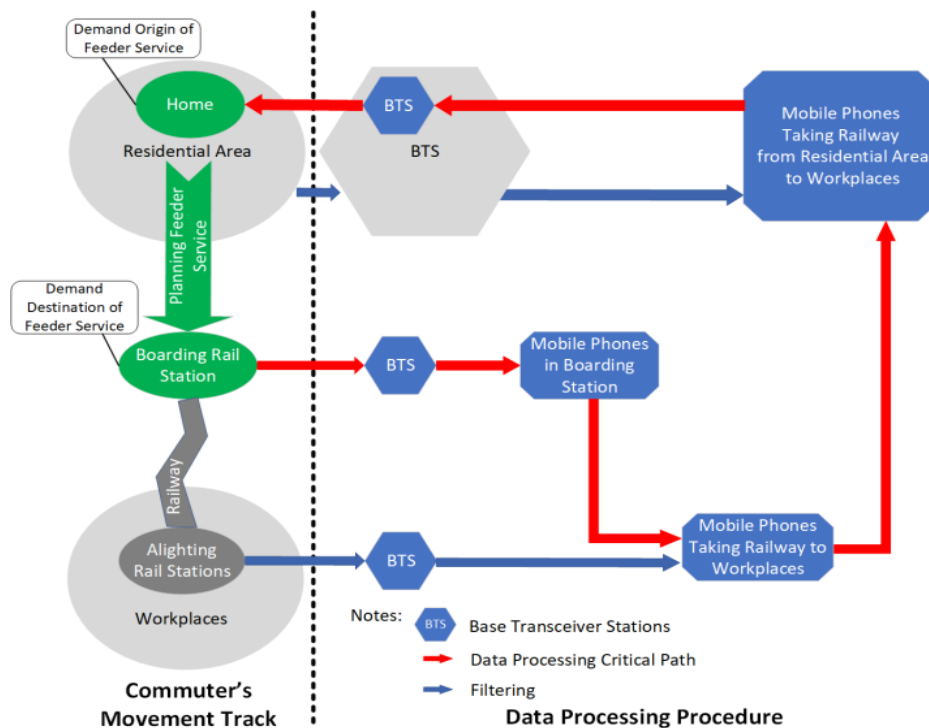 Demand Origin of
Feeder Service
Home
Residential Area
BTS
BTS
Mobile Phones
Taking Railway
from Residential Area
to Workplaces
Planning Feeder
Service
Demand
Destination of
Feeder Service
Boarding Rail
Station
BTS
Mobile Phones
in Boarding
Station
Railway
Alighting
Rail Stations
Workplaces
BTS
Mobile Phones
Taking Railway to
Workplaces
Notes:
BTS
Base Transceiver Stations
Data Processing Critical Path
Filtering
Commuter's
Movement Track
Data Processing Procedure